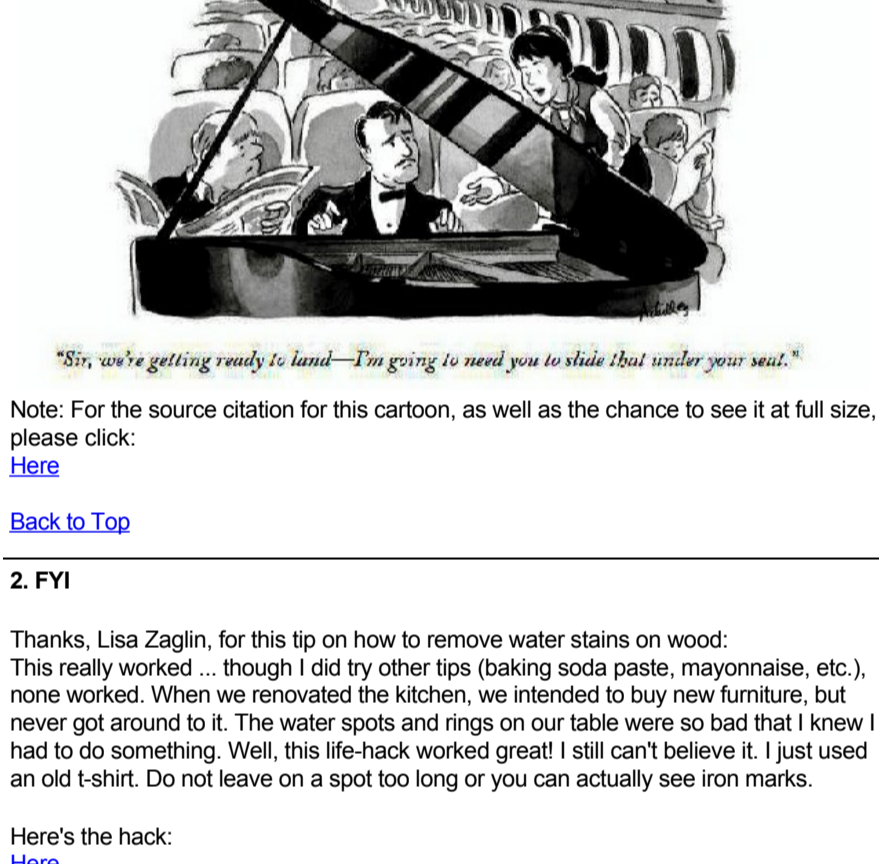 "Sir, we're getting ready to land—I'm going to need you to slide that under your seat."
Note: For the source citation for this cartoon, as well as the chance to see it at full size,
please click:
Here
Back to Top
2. FYI
Thanks, Lisa Zaglin, for this tip on how to remove water stains on wood:
This really worked ... though I did try other tips (baking soda paste, mayonnaise, etc.),
none worked. When we renovated the kitchen, we intended to buy new furniture, but
never got around to it. The water spots and rings on our table were so bad that I knew I
had to do something. Well, this life-hack worked great! I still can't believe it. I just used
an old t-shirt. Do not leave on a spot too long or you can actually see iron marks.
Here's the hack:
Here